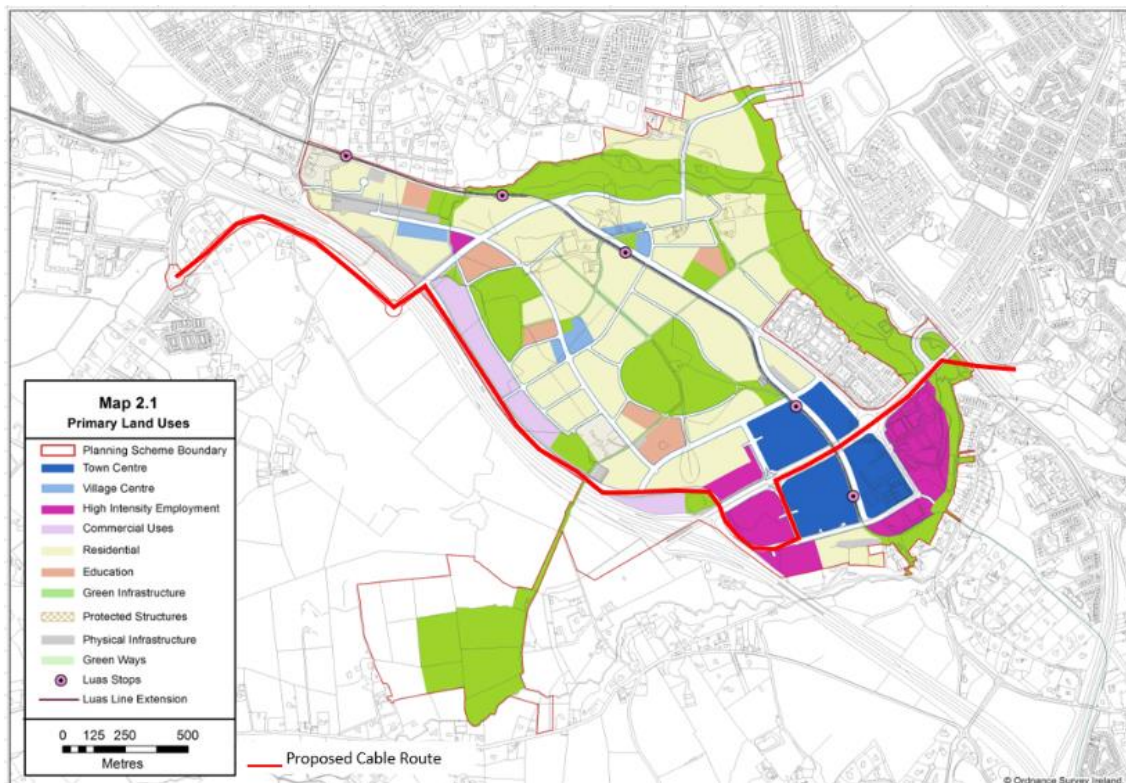 Map 2.1
Primary Land Uses
Planning Scheme Boundary
Town Centre
Village Centre
High Intensity Employment
Commercial Uses
Residential
Education
Green Infrastructure
Protected Structures
Physical Infrastructure
Green Ways
Luas Stops
Luas Line Extension
0 125 250 500
Metres
Proposed Cable Route
© Ordnance Survey Ireland